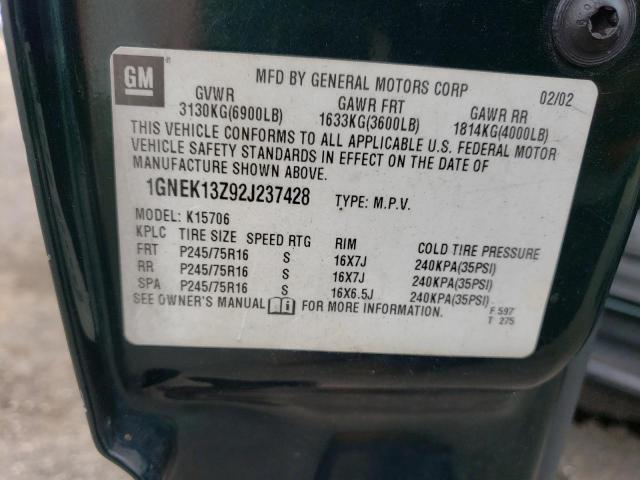 GM
MFD BY GENERAL MOTORS CORP 02/02
GVWR GAWR FRT GAWR RR
3130KG(6900LB) 1633KG(3600LB) 1814KG(4000LB)
THIS VEHICLE CONFORMS TO ALL APPLICABLE U.S. FEDERAL MOTOR
VEHICLE SAFETY STANDARDS IN EFFECT ON THE DATE OF
MANUFACTURE SHOWN ABOVE.
1GNEK13Z92J237428 TYPE: M.P.V.
MODEL: K15706
KPLC TIRE SIZE SPEED RTG RIM COLD TIRE PRESSURE
FRT P245/75R16 S 16X7J 240KPA(35PSI)
RR P245/75R16 S 16X7J 240KPA(35PSI)
SPA P245/75R16 S 16X6.5J 240KPA(35PSI)
SEE OWNER'S MANUAL i FOR MORE INFORMATION.
F 597
T 275